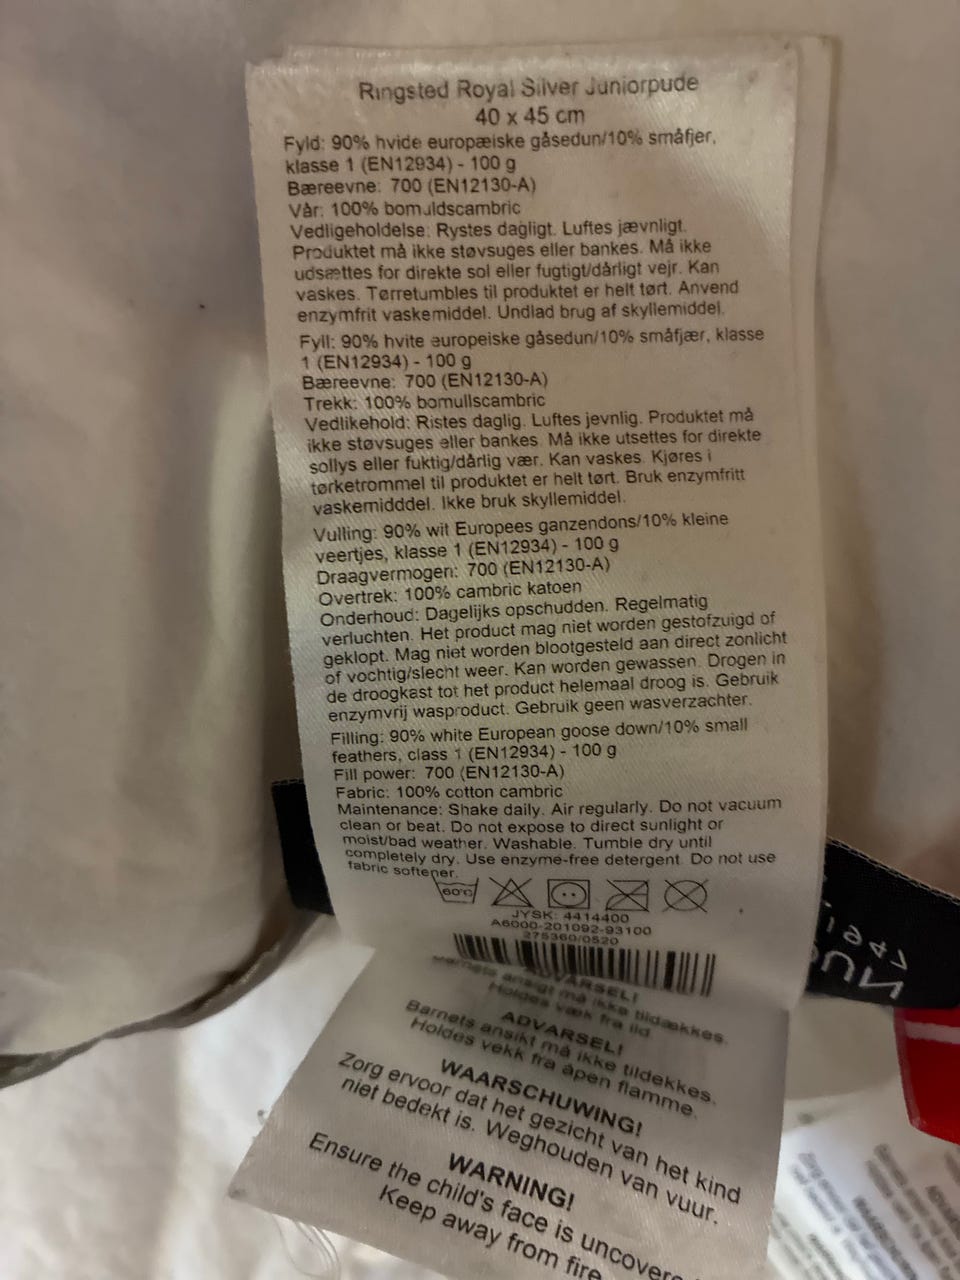 Ringsted Royal Silver Juniorpude
40 x 45 cm
Fyld: 90% hvide europæiske gåsedun/10% småfjer,
klasse 1 (EN12934) - 100 g
Bæreevne: 700 (EN12130-A)
Vår: 100% bomuldscambric
Vedligeholdelse: Rystes dagligt. Luftes jævnligt.
Produktet må ikke støvsuges eller bankes. Må ikke
udsættes for direkte sol eller fugtigt/dårligt vejr. Kan
vaskes. Tørretumbles til produktet er helt tørt. Anvend
enzymfrit vaskemiddel. Undlad brug af skyllemiddel.
Fyll: 90% hvite europeiske gåsedun/10% småfjær, klasse
1 (EN12934) - 100 g
Bæreevne: 700 (EN12130-A)
Trekk: 100% bomullscambric
Vedlikehold: Ristes daglig. Luftes jevnlig. Produktet må
ikke støvsuges eller bankes. Må ikke utsettes for direkte
sollys eller fuktig/dårlig vær. Kan vaskes. Kjøres i
tørketrommel til produktet er helt tørt. Bruk enzymfritt
vaskemidddel. Ikke bruk skyllemiddel.
Vulling: 90% wit Europees ganzendons/10% kleine
veertjes, klasse 1 (EN12934) - 100 g
Draagvermogen: 700 (EN12130-A)
Overtrek: 100% cambric katoen
Onderhoud: Dagelijks opschudden. Regelmatig
verluchten. Het product mag niet worden gestofzuigd of
geklopt. Mag niet worden blootgesteld aan direct zonlicht
of vochtig/slecht weer. Kan worden gewassen. Drogen in
de droogkast tot het product helemaal droog is. Gebruik
enzymvrij wasproduct. Gebruik geen wasverzachter.
Filling: 90% white European goose down/10% small
feathers, class 1 (EN12934) - 100 g
Fill power: 700 (EN12130-A)
Fabric: 100% cotton cambric
Maintenance: Shake daily. Air regularly. Do not vacuum
clean or beat. Do not expose to direct sunlight or
moist/bad weather. Washable. Tumble dry until
completely dry. Use enzyme-free detergent. Do not use
fabric softener.
60°C
JYSK: 4414400
A6000-201092-93100
275360/0520
ADVARSEL!
Barnets ansigt må ikke tildækkes.
Holdes væk fra ild
ADVARSEL!
Barnets ansikt må ikke tildekkes.
Holdes vekk fra åpen flamme.
WAARSCHUWING!
Zorg ervoor dat het gezicht van het kind
niet bedekt is. Weghouden van vuur.
WARNING!
Ensure the child's face is uncovere
Keep away from fire